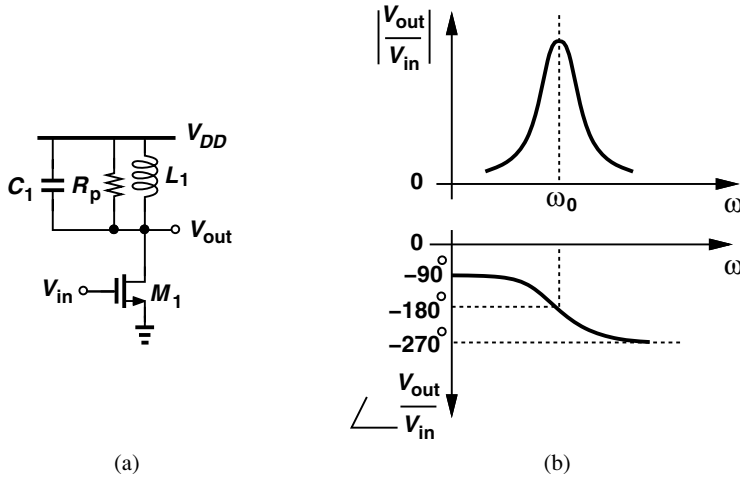 V_DD
C_1
R_p
L_1
V_out
V_in
M_1
(a)
|V_out/V_in|
0
ω_0
ω
0
ω
−90°
−180°
−270°
∠ V_out/V_in
(b)